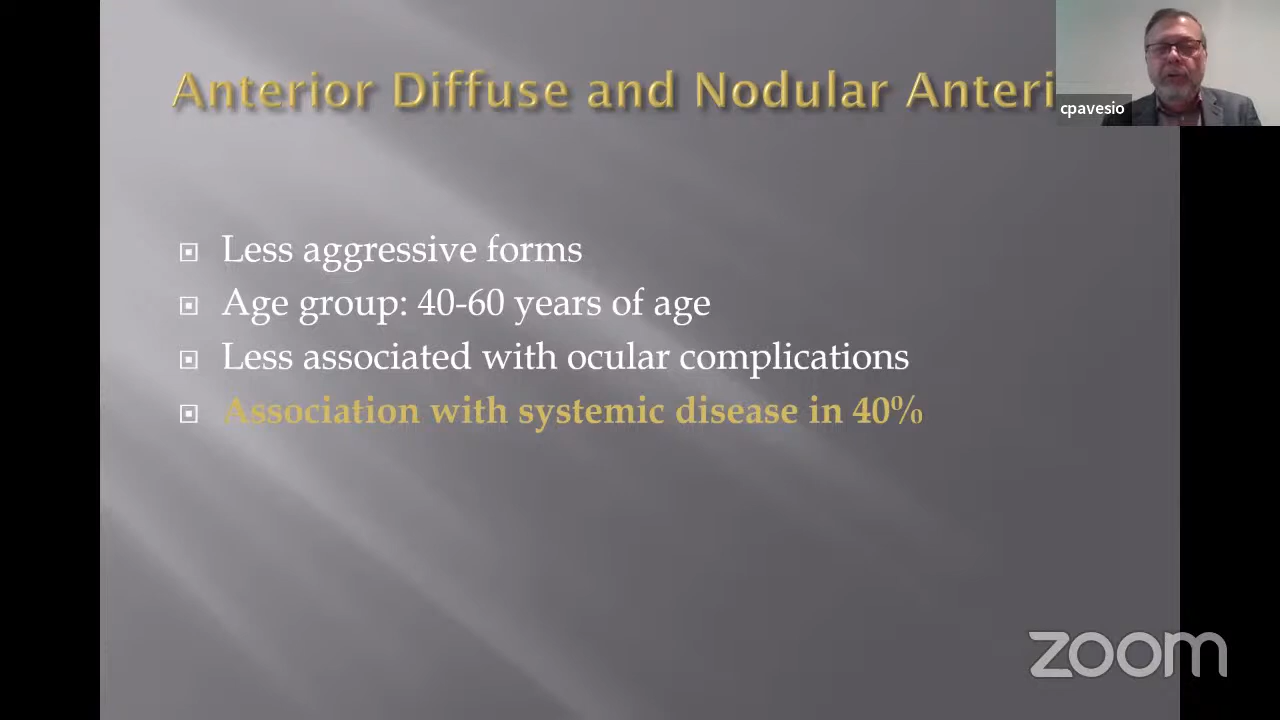 Anterior Diffuse and Nodular Anteri
cpavesio
Less aggressive forms
Age group: 40-60 years of age
Less associated with ocular complications
Association with systemic disease in 40%
zoom